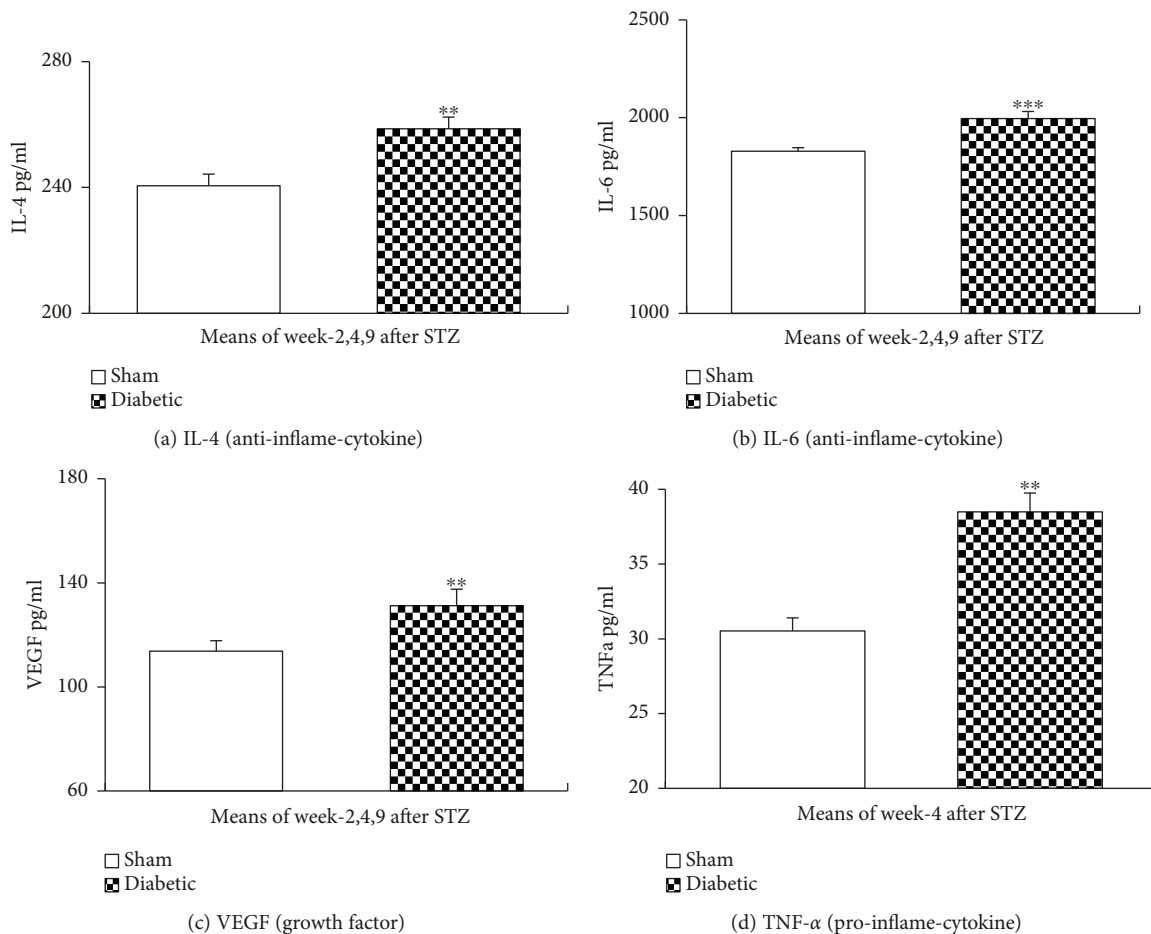 280
240
200
IL-4 pg/ml
**
Means of week-2,4,9 after STZ
Sham
Diabetic
(a) IL-4 (anti-inflame-cytokine)
2500
2000
1500
1000
IL-6 pg/ml
***
Means of week-2,4,9 after STZ
Sham
Diabetic
(b) IL-6 (anti-inflame-cytokine)
180
140
100
60
VEGF pg/ml
**
Means of week-2,4,9 after STZ
Sham
Diabetic
(c) VEGF (growth factor)
40
35
30
25
20
TNFa pg/ml
**
Means of week-4 after STZ
Sham
Diabetic
(d) TNF-α (pro-inflame-cytokine)